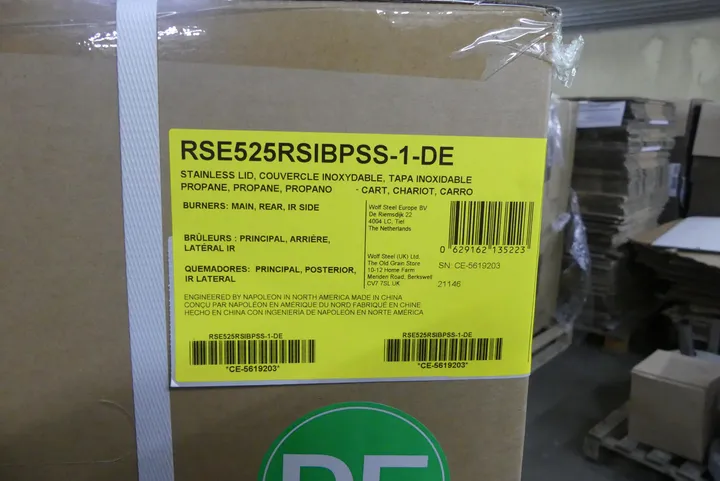 RSE525RSIBPSS-1-DE
STAINLESS LID, COUVERCLE INOXYDABLE, TAPA INOXIDABLE
PROPANE, PROPANE, PROPANO - CART, CHARIOT, CARRO
BURNERS: MAIN, REAR, IR SIDE
BRÛLEURS : PRINCIPAL, ARRIÈRE,
LATÉRAL IR
QUEMADORES: PRINCIPAL, POSTERIOR,
IR LATERAL
Wolf Steel Europe BV
De Riemsdijk 22
4004 LC, Tiel
The Netherlands
Wolf Steel (UK) Ltd.
The Old Grain Store
10-12 Home Farm
Meriden Road, Berkswell
CV7 7SL UK
0 629162 135223
SN: CE-5619203
21146
ENGINEERED BY NAPOLEON IN NORTH AMERICA MADE IN CHINA
CONÇU PAR NAPOLÉON EN AMÉRIQUE DU NORD FABRIQUÉ EN CHINE
HECHO EN CHINA CON INGENIERIA DE NAPOLEÓN EN NORTE AMÉRICA
RSE525RSIBPSS-1-DE
*CE-5619203*
RSE525RSIBPSS-1-DE
*CE-5619203*
DE